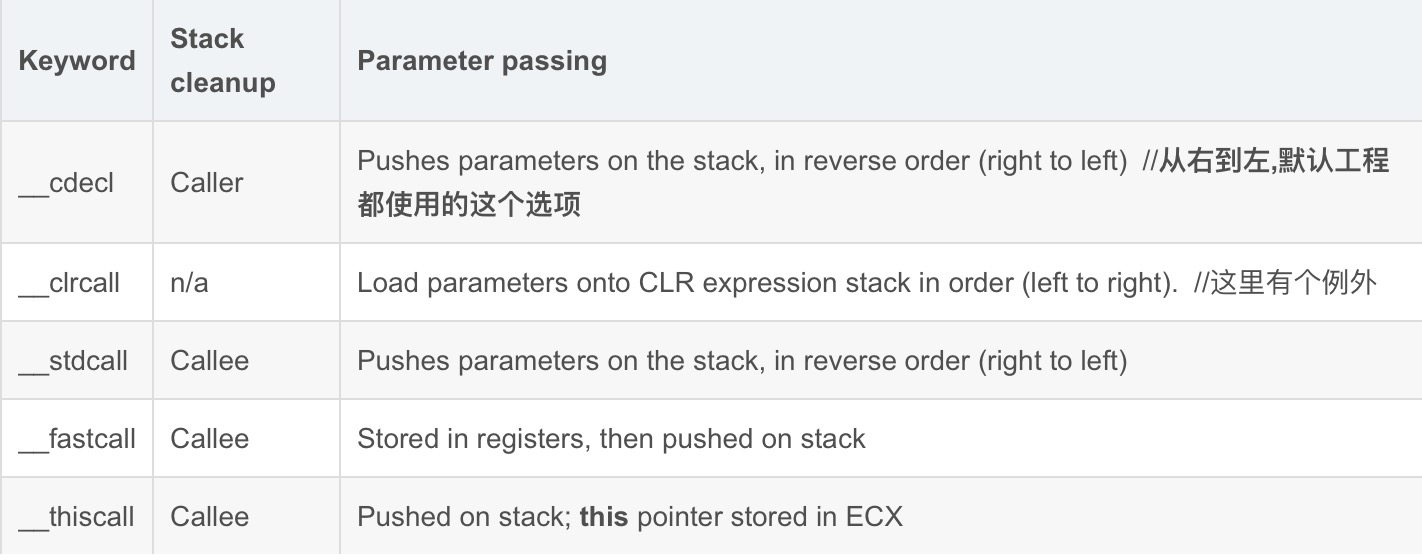 Keyword
Stack
cleanup
Parameter passing
__cdecl
Caller
Pushes parameters on the stack, in reverse order (right to left)  //从右到左,默认工程
都使用的这个选项
__clrcall
n/a
Load parameters onto CLR expression stack in order (left to right).  //这里有个例外
__stdcall
Callee
Pushes parameters on the stack, in reverse order (right to left)
__fastcall
Callee
Stored in registers, then pushed on stack
__thiscall
Callee
Pushed on stack; this pointer stored in ECX